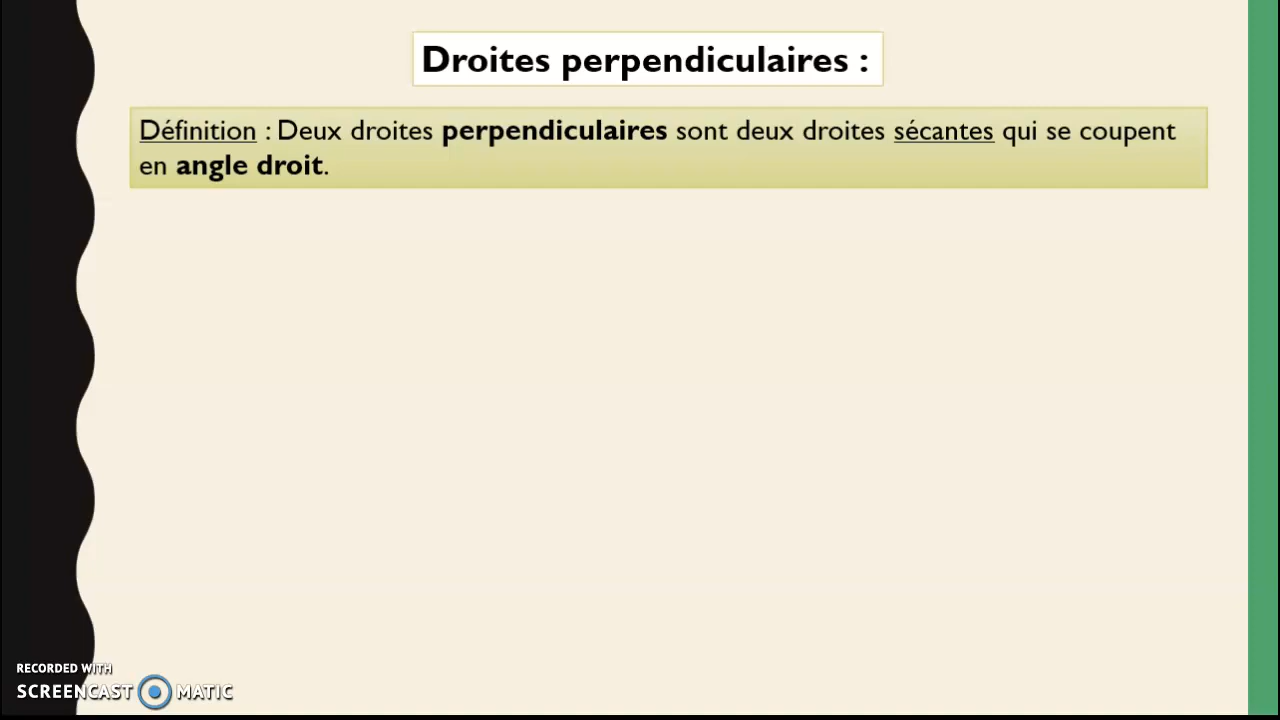 Droites perpendiculaires :
Définition : Deux droites perpendiculaires sont deux droites sécantes qui se coupent
en angle droit.
RECORDED WITH
SCREENCAST MATIC